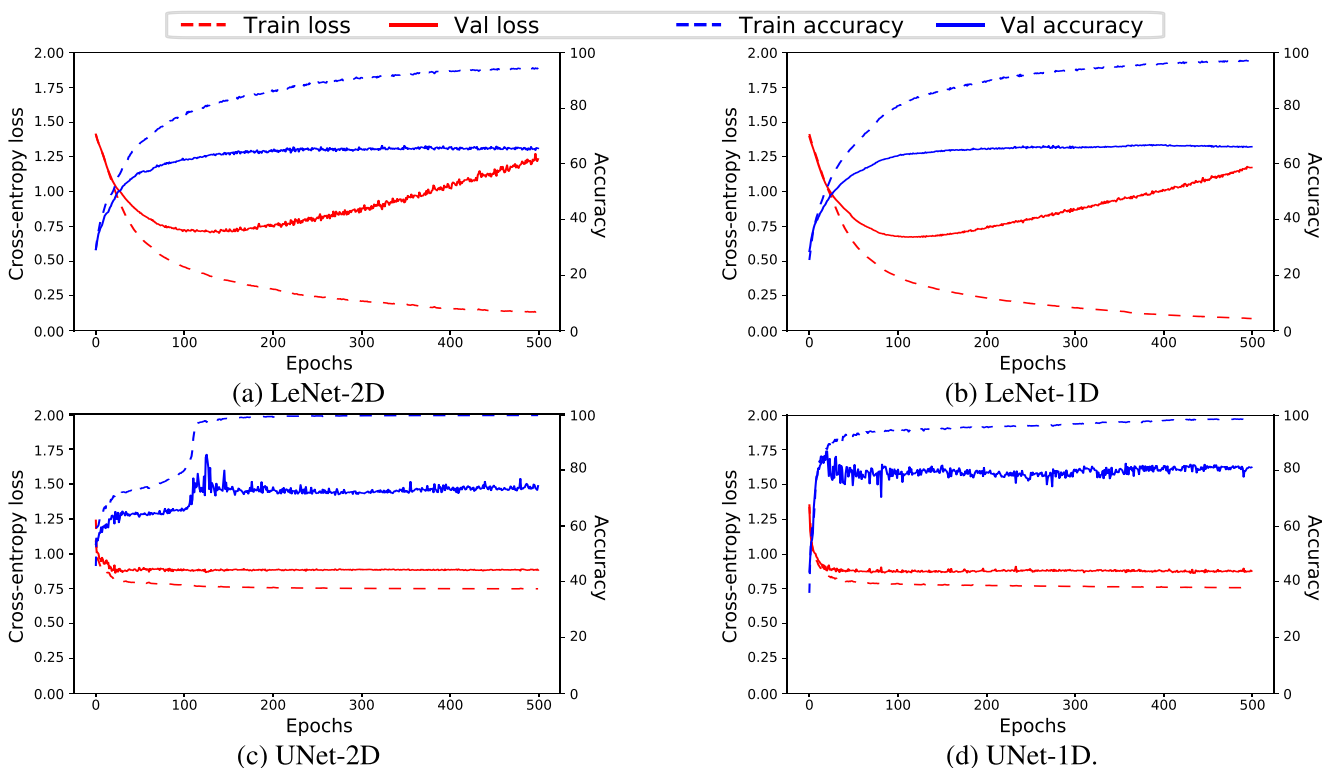 Train loss Val loss Train accuracy Val accuracy
2.00 1.75 1.50 1.25 1.00 0.75 0.50 0.25 0.00
Cross-entropy loss
100 80 60 40 20 0
Accuracy
0 100 200 300 400 500
Epochs
(a) LeNet-2D
2.00 1.75 1.50 1.25 1.00 0.75 0.50 0.25 0.00
Cross-entropy loss
100 80 60 40 20 0
Accuracy
0 100 200 300 400 500
Epochs
(b) LeNet-1D
2.00 1.75 1.50 1.25 1.00 0.75 0.50 0.25 0.00
Cross-entropy loss
100 80 60 40 20 0
Accuracy
0 100 200 300 400 500
Epochs
(c) UNet-2D
2.00 1.75 1.50 1.25 1.00 0.75 0.50 0.25 0.00
Cross-entropy loss
100 80 60 40 20 0
Accuracy
0 100 200 300 400 500
Epochs
(d) UNet-1D.